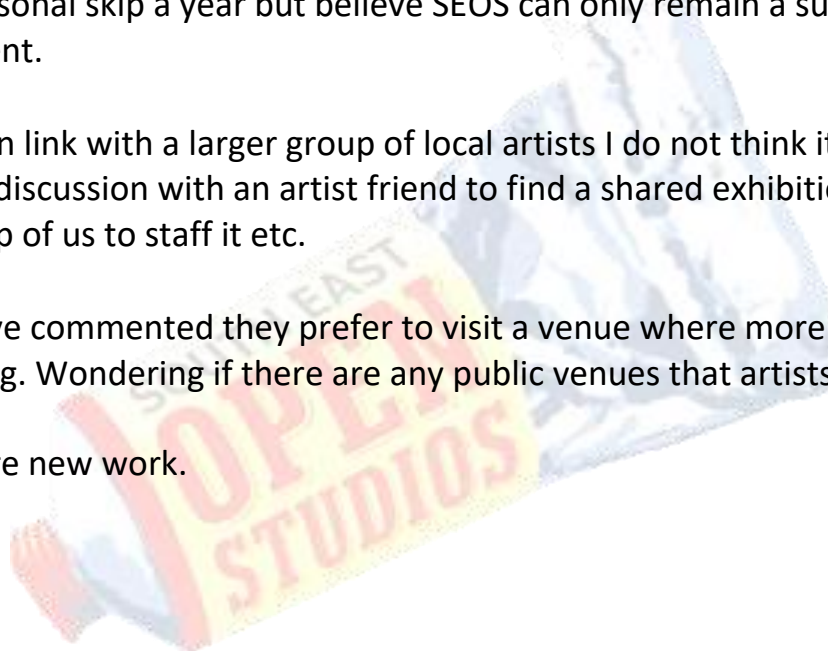 sonal skip a year but believe SEOS can only remain a su
nt.
n link with a larger group of local artists I do not think it
discussion with an artist friend to find a shared exhibitio
p of us to staff it etc.
ve commented they prefer to visit a venue where more
g. Wondering if there are any public venues that artists
re new work.
SOUTH EAST
OPEN
STUDIOS